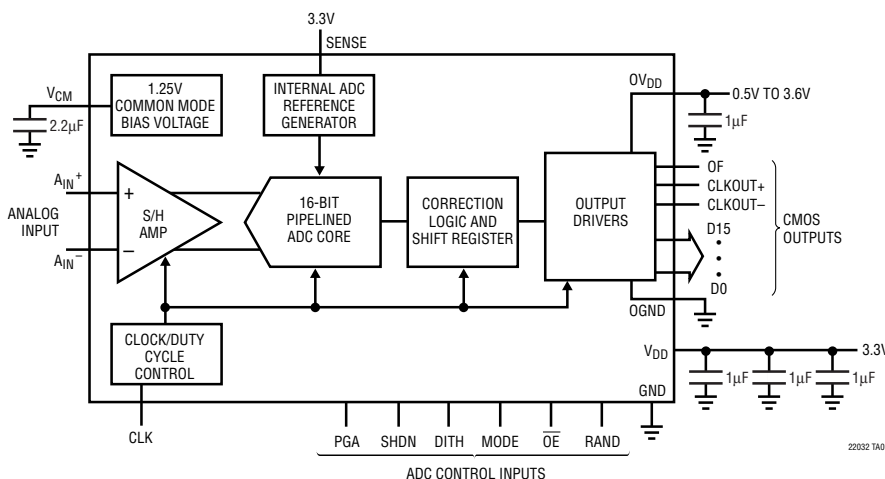 3.3V
SENSE
OVDD
0.5V TO 3.6V
1µF
VCM
2.2µF
1.25V
COMMON MODE
BIAS VOLTAGE
INTERNAL ADC
REFERENCE
GENERATOR
AIN+
ANALOG
INPUT
AIN–
+
–
S/H
AMP
16-BIT
PIPELINED
ADC CORE
CORRECTION
LOGIC AND
SHIFT REGISTER
OUTPUT
DRIVERS
OF
CLKOUT+
CLKOUT–
D15
•
•
•
D0
CMOS
OUTPUTS
OGND
CLOCK/DUTY
CYCLE
CONTROL
VDD
3.3V
1µF
1µF
1µF
GND
CLK
PGA
SHDN
DITH
MODE
OE
RAND
ADC CONTROL INPUTS
22032 TA0